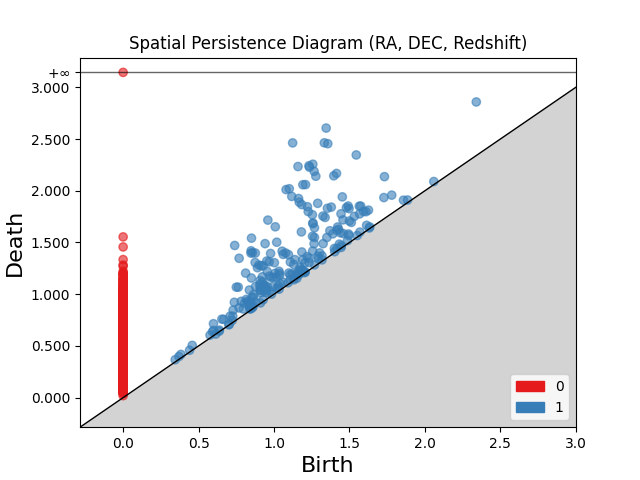 Spatial Persistence Diagram (RA, DEC, Redshift)
+∞
3.000
2.500
2.000
1.500
1.000
0.500
0.000
Death
0
1
0.0 0.5 1.0 1.5 2.0 2.5 3.0
Birth